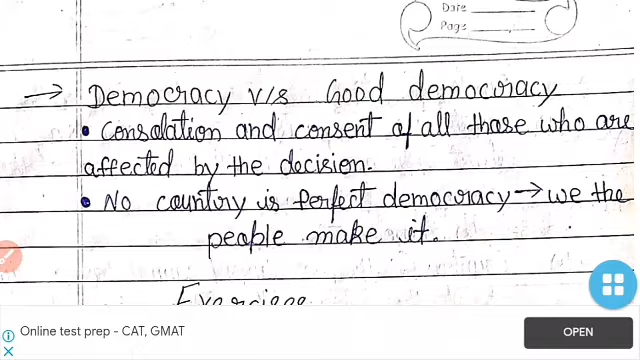 Date
Page
→ Democracy v/s Good democracy
• Consolation and consent of all those who are
affected by the decision.
• No country is perfect democracy → we the
people make it.
Online test prep - CAT, GMAT
OPEN